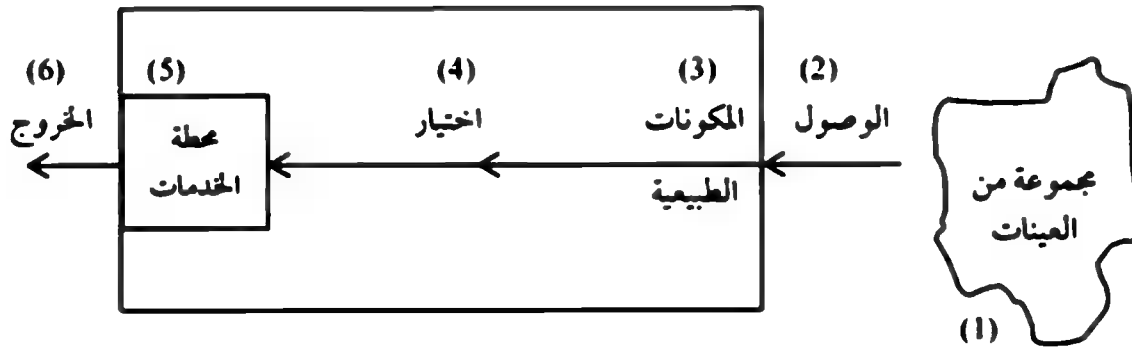 (1)
مجموعة من
العينات
(2)
الوصول
(3)
المكونات
الطبيعية
(4)
اختيار
(5)
محطة
الخدمات
(6)
الخروج